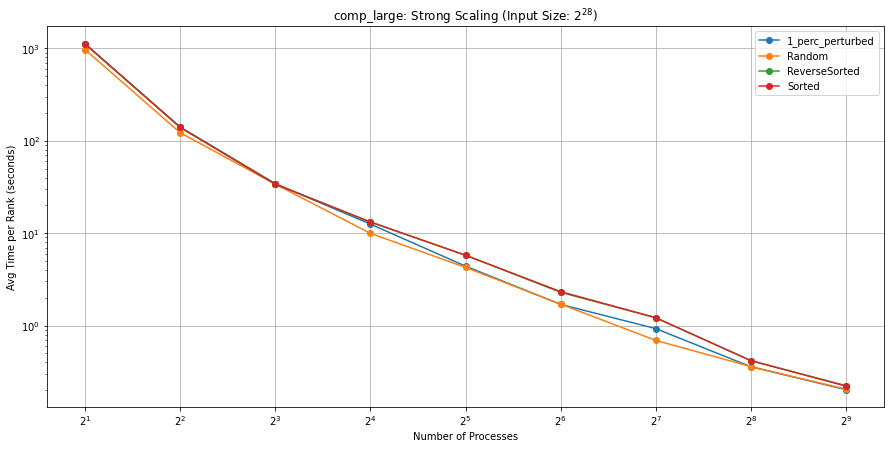 comp_large: Strong Scaling (Input Size: 2^28)
1_perc_perturbed
Random
ReverseSorted
Sorted
Avg Time per Rank (seconds)
10^3
10^2
10^1
10^0
2^1 2^2 2^3 2^4 2^5 2^6 2^7 2^8 2^9
Number of Processes